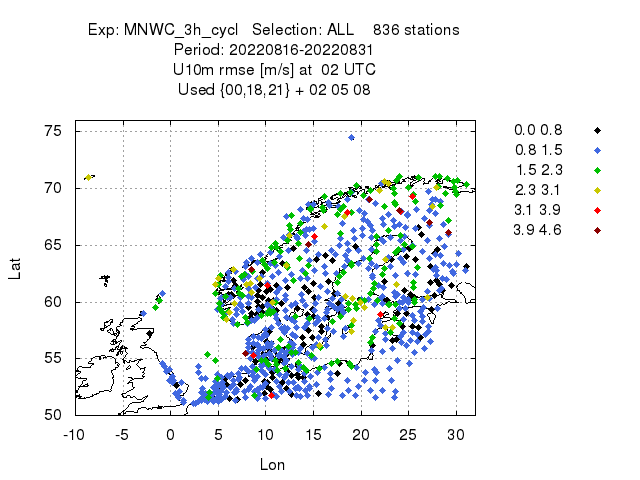 Exp: MNWC_3h_cycl Selection: ALL 836 stations
Period: 20220816-20220831
U10m rmse [m/s] at 02 UTC
Used {00,18,21} + 02 05 08
75
70
65
60
55
50
Lat
-10 -5 0 5 10 15 20 25 30
Lon
0.0 0.8
0.8 1.5
1.5 2.3
2.3 3.1
3.1 3.9
3.9 4.6